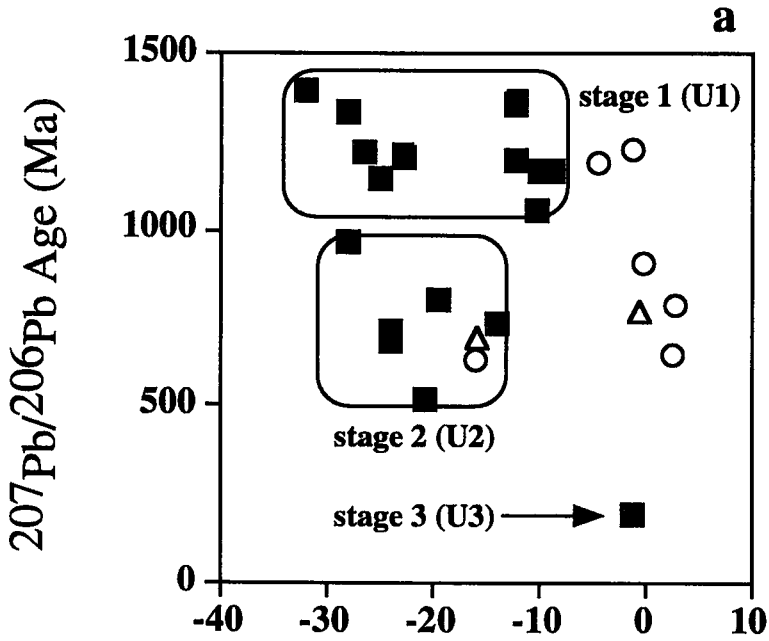 a
1500
stage 1 (U1)
1000
500
stage 2 (U2)
stage 3 (U3)
0
-40 -30 -20 -10 0 10
207Pb/206Pb Age (Ma)